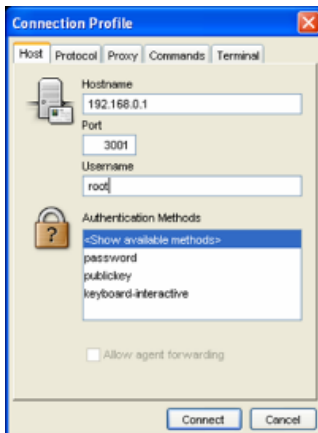 Connection Profile
Host Protocol Proxy Commands Terminal
Hostname
192.168.0.1
Port
3001
Username
root
Authentication Methods
<Show available methods>
password
publickey
keyboard-interactive
Allow agent forwarding
Connect Cancel